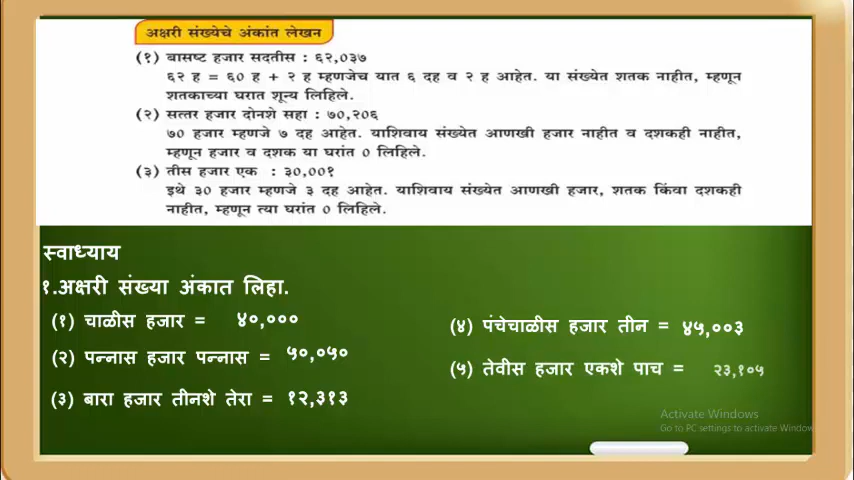 अक्षरी संख्येचे अंकांत लेखन
(१) बासष्ट हजार सदतीस : ६२,०३७
६२ ह = ६० ह + २ ह म्हणजेच यात ६ दह व २ ह आहेत. या संख्येत शतक नाहीत, म्हणून
शतकाच्या घरात शून्य लिहिले.
(२) सत्तर हजार दोनशे सहा : ७०,२०६
७० हजार म्हणजे ७ दह आहेत. याशिवाय संख्येत आणखी हजार नाहीत व दशकही नाहीत,
म्हणून हजार व दशक या घरांत 0 लिहिले.
(३) तीस हजार एक : ३०,००१
इथे ३० हजार म्हणजे ३ दह आहेत. याशिवाय संख्येत आणखी हजार, शतक किंवा दशकही
नाहीत, म्हणून त्या घरांत 0 लिहिले.
स्वाध्याय
१.अक्षरी संख्या अंकात लिहा.
(१) चाळीस हजार = ४०,०००
(२) पन्नास हजार पन्नास = ५०,०५०
(३) बारा हजार तीनशे तेरा = १२,३१३
(४) पंचेचाळीस हजार तीन = ४५,००३
(५) तेवीस हजार एकशे पाच = २३,१०५
Activate Windows
Go to PC settings to activate Window